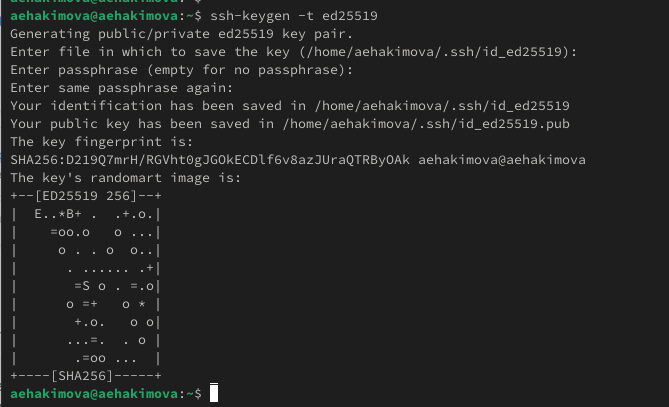 aehakimova@aehakimova:~$ ssh-keygen -t ed25519
Generating public/private ed25519 key pair.
Enter file in which to save the key (/home/aehakimova/.ssh/id_ed25519):
Enter passphrase (empty for no passphrase):
Enter same passphrase again:
Your identification has been saved in /home/aehakimova/.ssh/id_ed25519
Your public key has been saved in /home/aehakimova/.ssh/id_ed25519.pub
The key fingerprint is:
SHA256:D219Q7mrH/RGVht0gJGOkECDlf6v8azJUraQTRByOAk aehakimova@aehakimova
The key's randomart image is:
+--[ED25519 256]--+
|  E..*B+ .  .+.o.|
|    =oo.o   o ...|
|     o . . o  o..|
|      . ...... .+|
|       =S o . =.o|
|      o =+   o * |
|       +.o.   o o|
|      ...=.  . o |
|       .=oo ...  |
+----[SHA256]-----+
aehakimova@aehakimova:~$